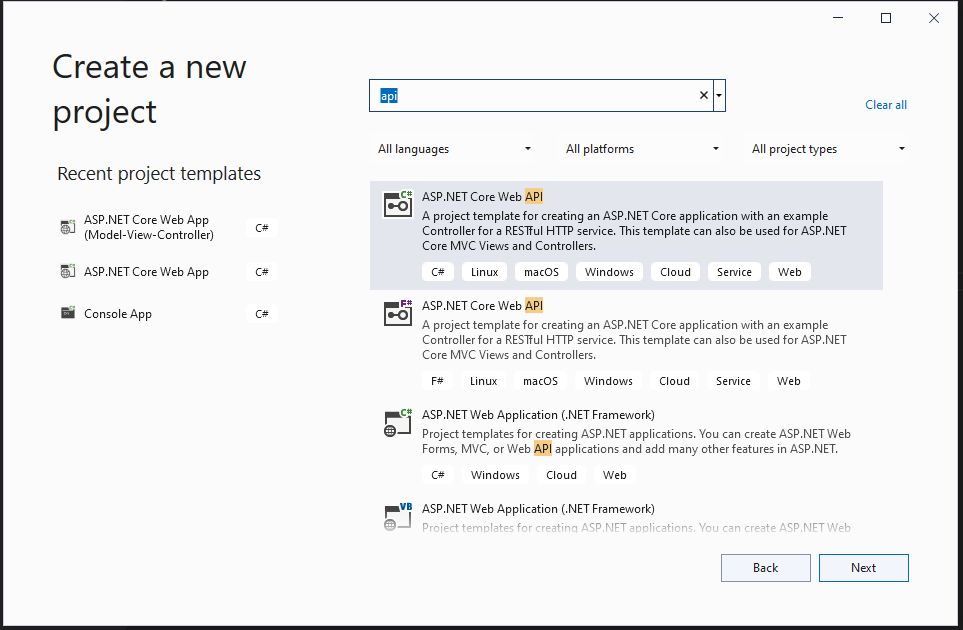 Create a new
project
Recent project templates
ASP.NET Core Web App
(Model-View-Controller)
C#
ASP.NET Core Web App
C#
Console App
C#
api
Clear all
All languages
All platforms
All project types
C#
ASP.NET Core Web API
A project template for creating an ASP.NET Core application with an example
Controller for a RESTful HTTP service. This template can also be used for ASP.NET
Core MVC Views and Controllers.
C# Linux macOS Windows Cloud Service Web
F#
ASP.NET Core Web API
A project template for creating an ASP.NET Core application with an example
Controller for a RESTful HTTP service. This template can also be used for ASP.NET
Core MVC Views and Controllers.
F# Linux macOS Windows Cloud Service Web
C#
ASP.NET Web Application (.NET Framework)
Project templates for creating ASP.NET applications. You can create ASP.NET Web
Forms, MVC, or Web API applications and add many other features in ASP.NET.
C# Windows Cloud Web
VB
ASP.NET Web Application (.NET Framework)
Project templates for creating ASP.NET applications. You can create ASP.NET Web
Back
Next